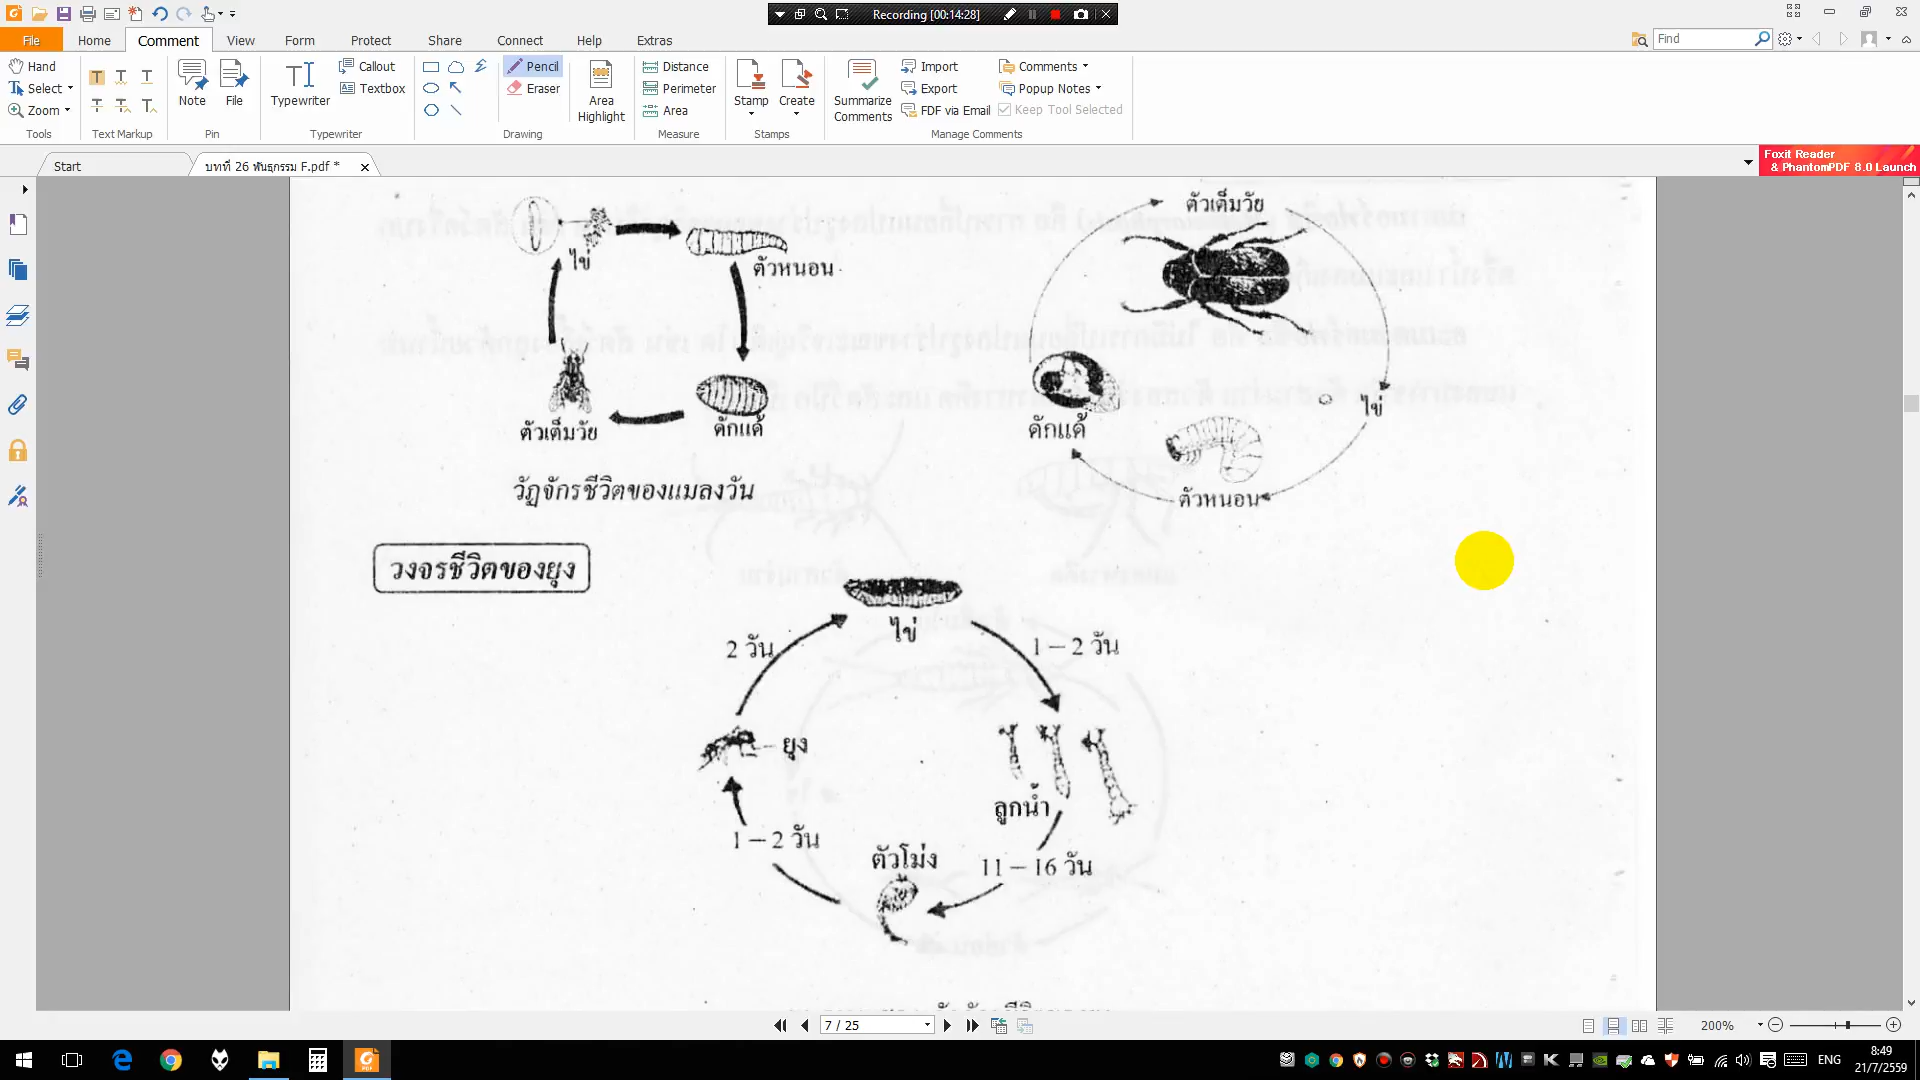 Recording [00:14:28]
File Home Comment View Form Protect Share Connect Help Extras
Find
Hand
Select
Zoom
Tools
Text Markup
Note
File
Pin
Typewriter
Callout
Textbox
Typewriter
Pencil
Eraser
Area
Highlight
Drawing
Distance
Perimeter
Area
Measure
Stamp
Create
Stamps
Summarize
Comments
Import
Export
FDF via Email
Comments
Popup Notes
Keep Tool Selected
Manage Comments
Start
บทที่ 26 พันธุกรรม F.pdf *
Foxit Reader
& PhantomPDF 8.0 Launch
ไข่
ตัวหนอน
ดักแด้
ตัวเต็มวัย
วัฏจักรชีวิตของแมลงวัน
ตัวเต็มวัย
ไข่
ตัวหนอน
ดักแด้
วงจรชีวิตของยุง
ไข่
2 วัน
1 – 2 วัน
ยุง
ลูกน้ำ
1 – 2 วัน
ตัวโม่ง
11 – 16 วัน
7 / 25
200%
ENG
8:49
21/7/2559